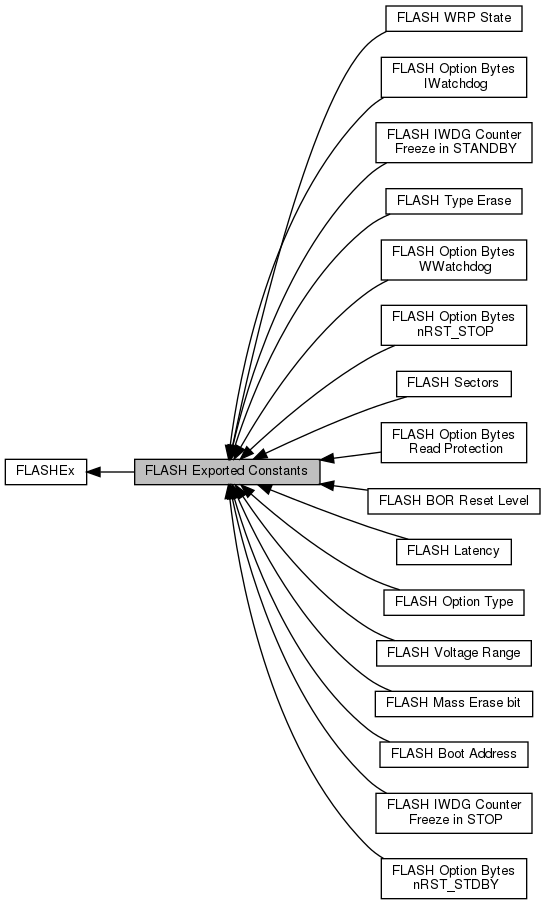 FLASH WRP State
FLASH Option Bytes
IWatchdog
FLASH IWDG Counter
Freeze in STANDBY
FLASH Type Erase
FLASH Option Bytes
WWatchdog
FLASH Option Bytes
nRST_STOP
FLASH Sectors
FLASH Option Bytes
Read Protection
FLASHEx
FLASH Exported Constants
FLASH BOR Reset Level
FLASH Latency
FLASH Option Type
FLASH Voltage Range
FLASH Mass Erase bit
FLASH Boot Address
FLASH IWDG Counter
Freeze in STOP
FLASH Option Bytes
nRST_STDBY